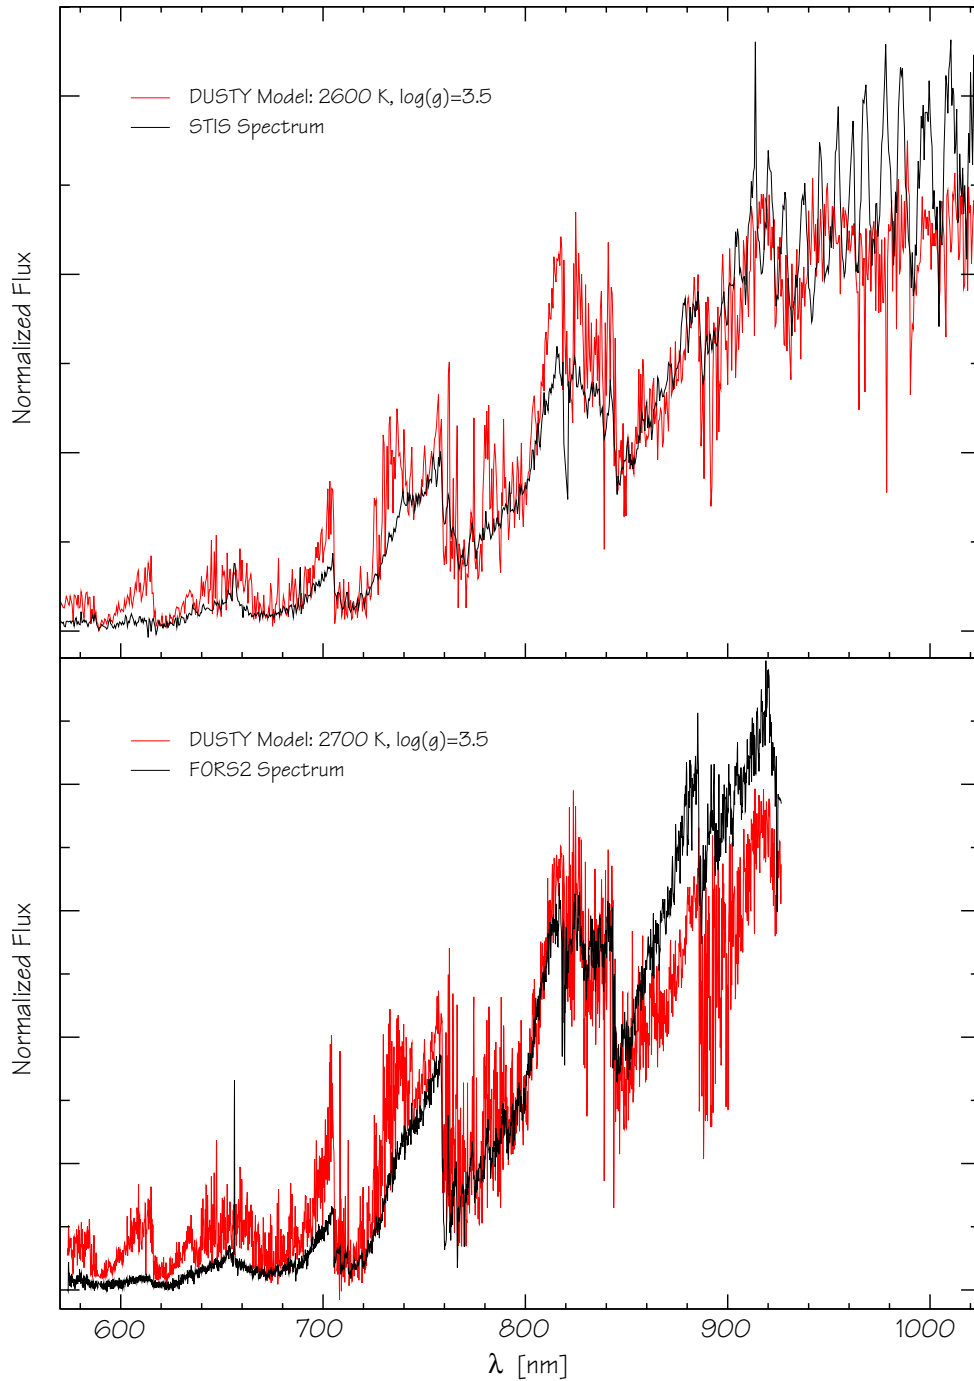 DUSTY Model: 2600 K, log(g)=3.5
STIS Spectrum
Normalized Flux
DUSTY Model: 2700 K, log(g)=3.5
FORS2 Spectrum
Normalized Flux
600 700 800 900 1000
λ [nm]